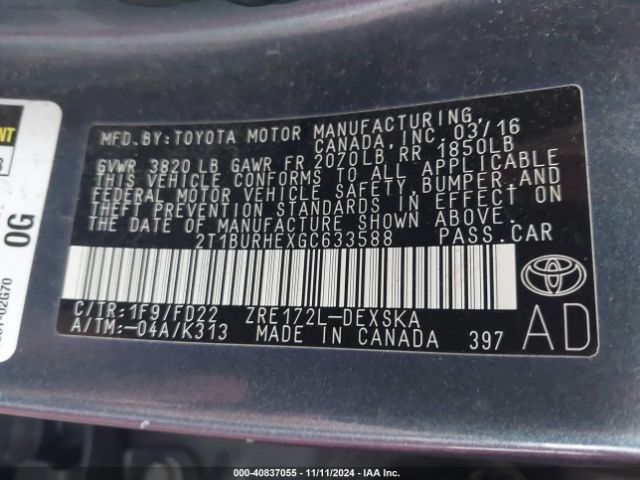 MFD.BY:TOYOTA MOTOR MANUFACTURING,
CANADA, INC. 03/16
GVWR 3820 LB GAWR FR 2070LB RR 1850LB
THIS VEHICLE CONFORMS TO ALL APPLICABLE
FEDERAL MOTOR VEHICLE SAFETY, BUMPER, AND
THEFT PREVENTION STANDARDS IN EFFECT ON
THE DATE OF MANUFACTURE SHOWN ABOVE.
2T1BURHEXGC633588 PASS.CAR
C/TR:1F9/FD22 ZRE172L-DEXSKA
A/TM:-04A/K313 MADE IN CANADA 397
AD
0G
000-40837055 - 11/11/2024 - IAA Inc.